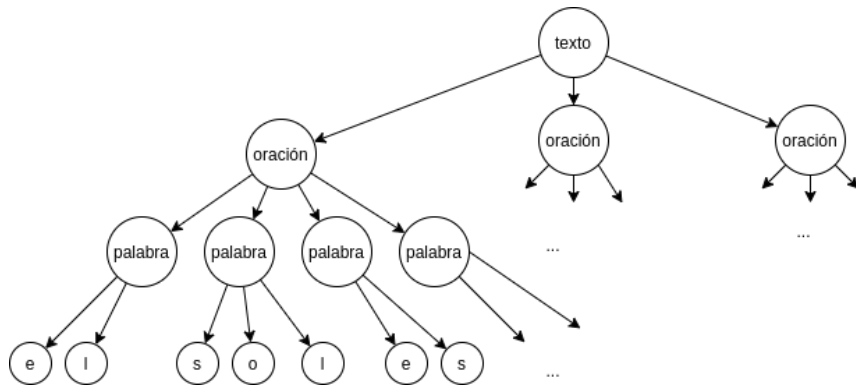 texto
oración
oración
oración
palabra
palabra
palabra
palabra
...
...
e
l
s
o
l
e
s
...